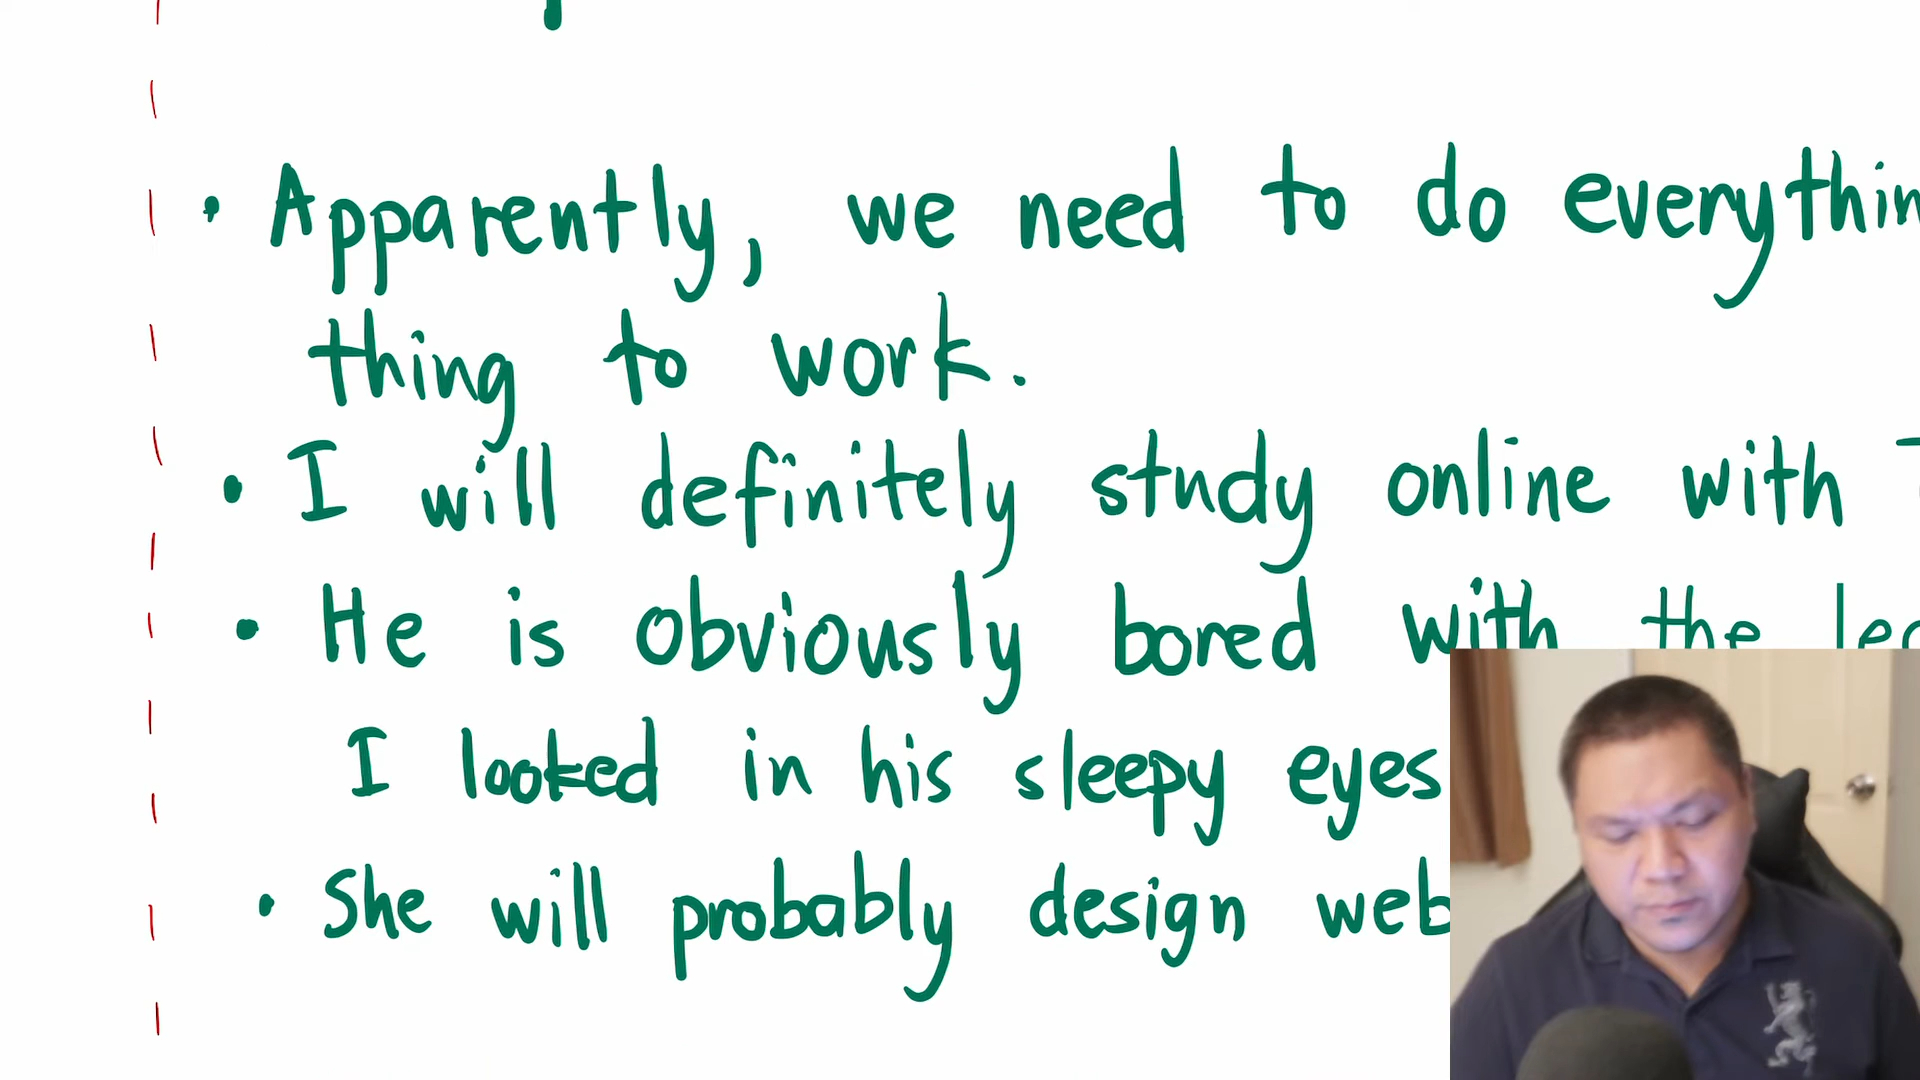 • Apparently, we need to do everythin
thing to work.
• I will definitely study online with
• He is obviously bored with the lec
I looked in his sleepy eyes
• She will probably design web